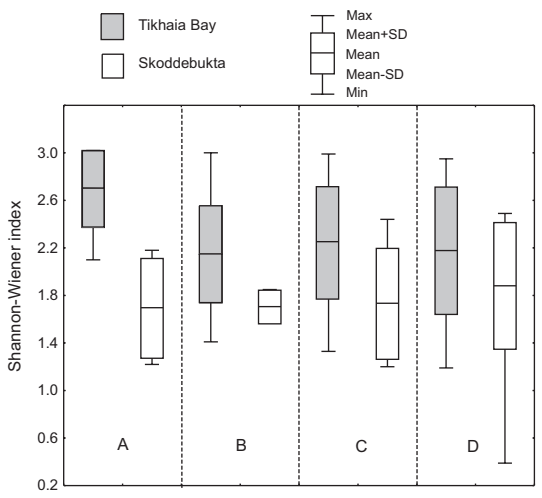 Tikhaia Bay
Skoddebukta
Max
Mean+SD
Mean
Mean-SD
Min
Shannon-Wiener index
3.0
2.6
2.2
1.8
1.4
1.0
0.6
0.2
A B C D